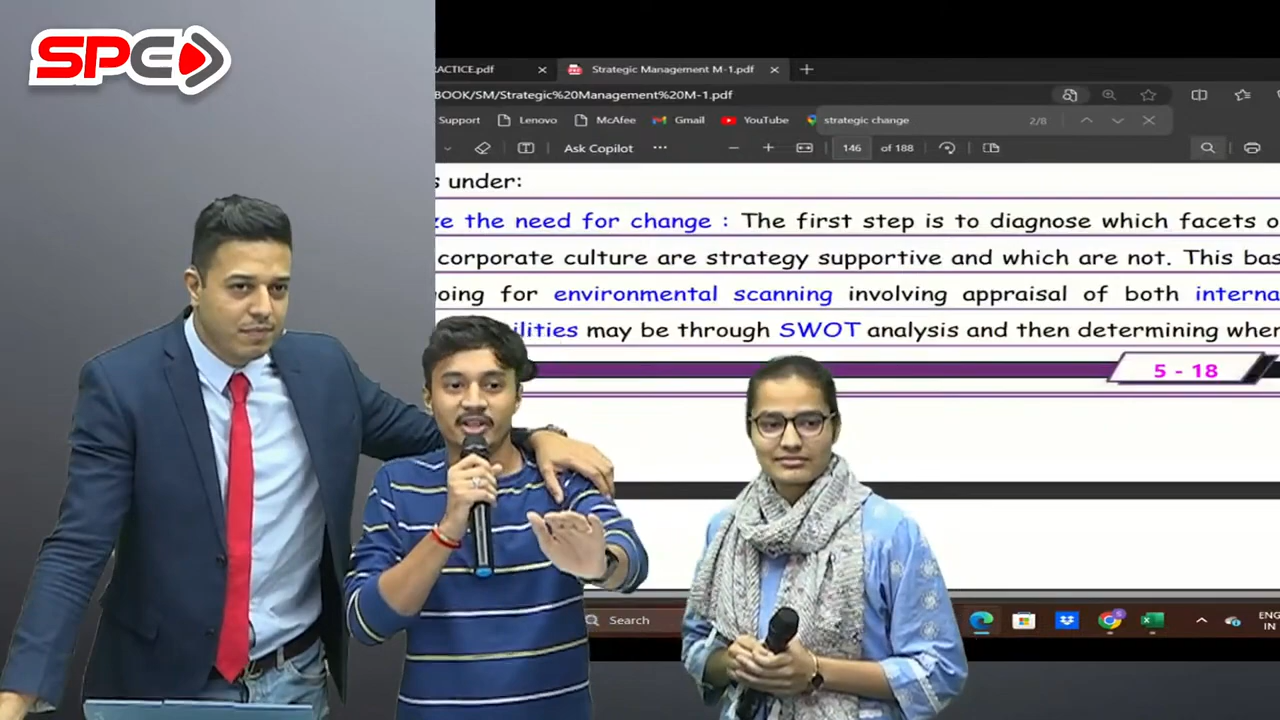 SPE
ACTICE.pdf
Strategic Management M-1.pdf
BOOK/SM/Strategic%20Management%20M-1.pdf
Support Lenovo McAfee Gmail YouTube
strategic change 2/8
Ask Copilot 146 of 188
s under:
ze the need for change : The first step is to diagnose which facets o
corporate culture are strategy supportive and which are not. This bas
going for environmental scanning involving appraisal of both interna
ilities may be through SWOT analysis and then determining wher
5 - 18
Search
ENG
IN